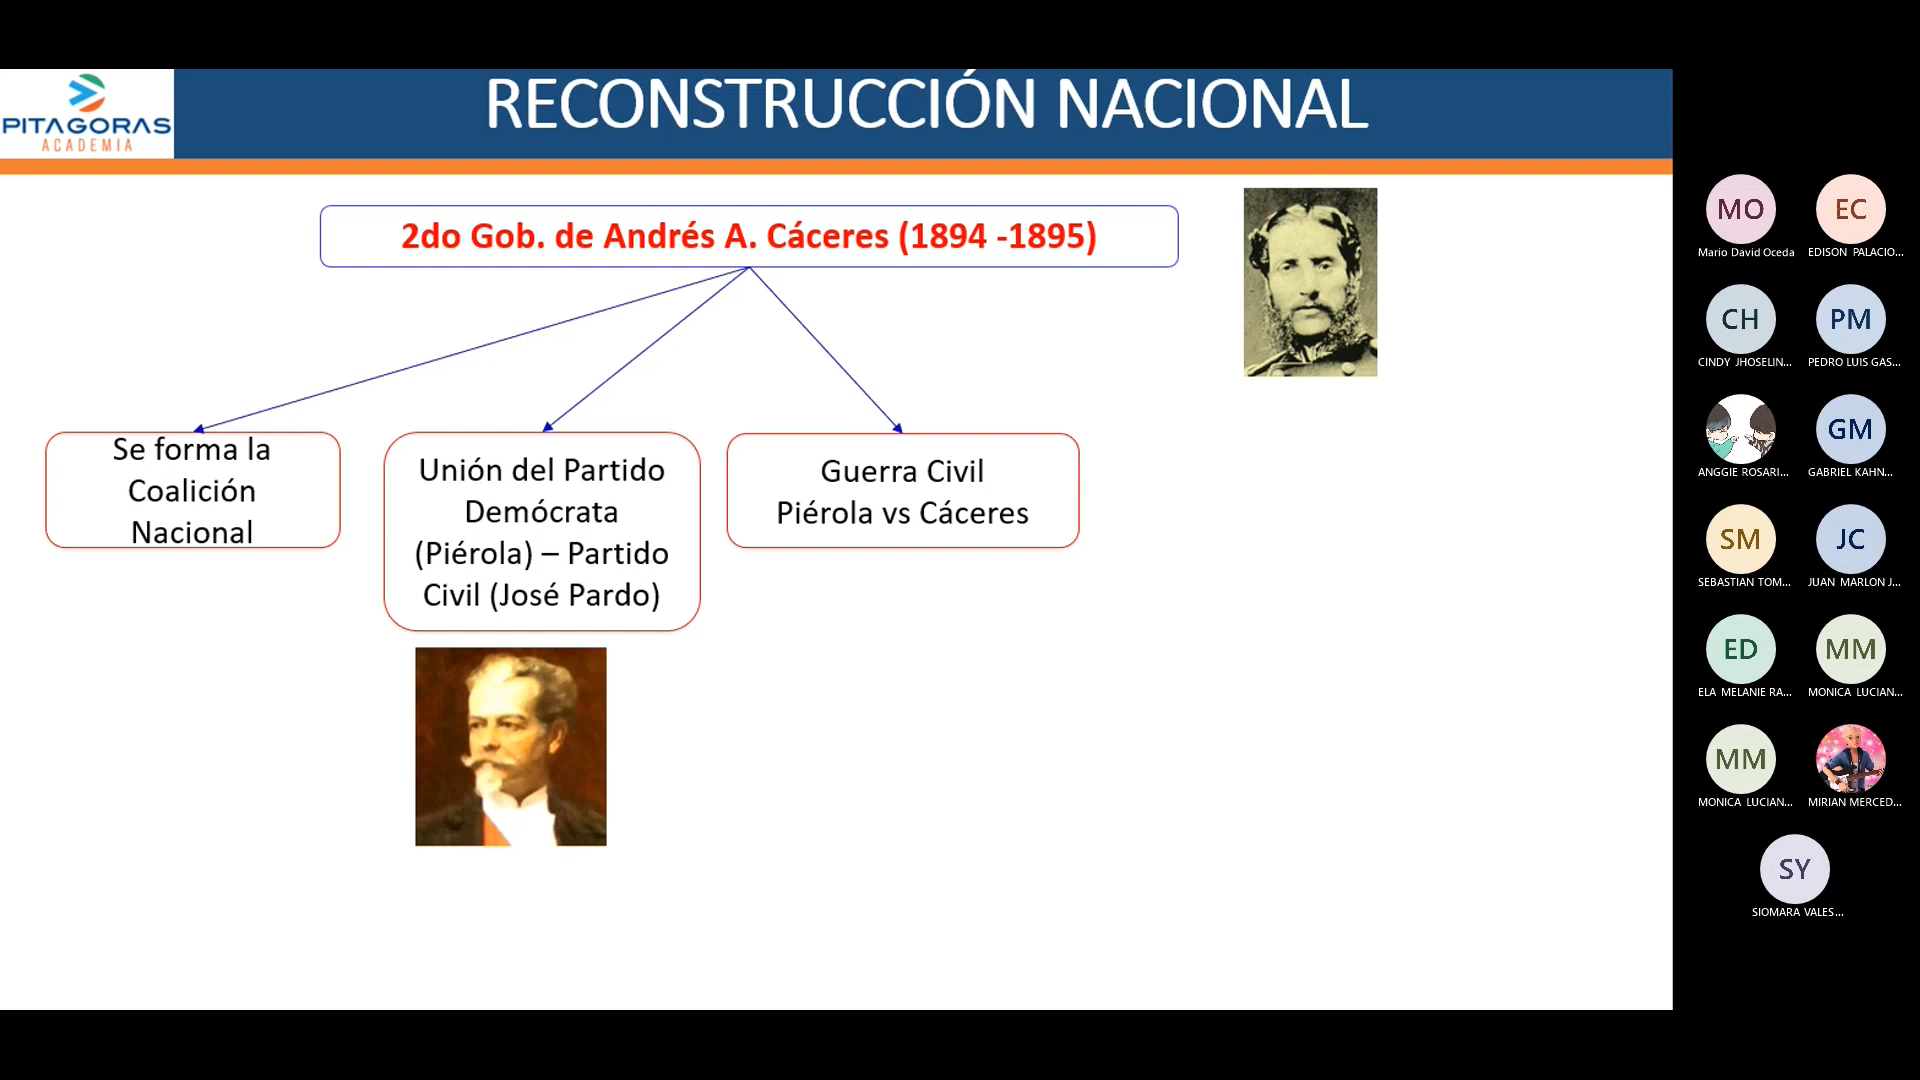 PITAGORAS
ACADEMIA
RECONSTRUCCIÓN NACIONAL
2do Gob. de Andrés A. Cáceres (1894 -1895)
Se forma la
Coalición
Nacional
Unión del Partido
Demócrata
(Piérola) – Partido
Civil (José Pardo)
Guerra Civil
Piérola vs Cáceres
MO
Mario David Oceda
EC
EDISON PALACIO...
CH
CINDY JHOSELIN...
PM
PEDRO LUIS GAS...
ANGGIE ROSARI...
GM
GABRIEL KAHN...
SM
SEBASTIAN TOM...
JC
JUAN MARLON J...
ED
ELA MELANIE RA...
MM
MONICA LUCIAN...
MM
MONICA LUCIAN...
MIRIAN MERCED...
SY
SIOMARA VALES...